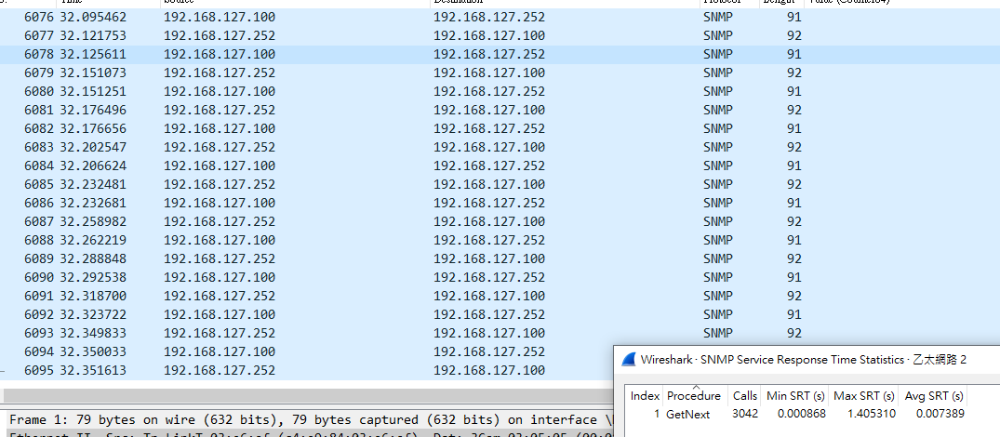 Time Source Destination Protocol Length Value (Counter64)
6076 32.095462 192.168.127.100 192.168.127.252 SNMP 91
6077 32.121753 192.168.127.252 192.168.127.100 SNMP 92
6078 32.125611 192.168.127.100 192.168.127.252 SNMP 91
6079 32.151073 192.168.127.252 192.168.127.100 SNMP 92
6080 32.151251 192.168.127.100 192.168.127.252 SNMP 91
6081 32.176496 192.168.127.252 192.168.127.100 SNMP 92
6082 32.176656 192.168.127.100 192.168.127.252 SNMP 91
6083 32.202547 192.168.127.252 192.168.127.100 SNMP 92
6084 32.206624 192.168.127.100 192.168.127.252 SNMP 91
6085 32.232481 192.168.127.252 192.168.127.100 SNMP 92
6086 32.232681 192.168.127.100 192.168.127.252 SNMP 91
6087 32.258982 192.168.127.252 192.168.127.100 SNMP 92
6088 32.262219 192.168.127.100 192.168.127.252 SNMP 91
6089 32.288848 192.168.127.252 192.168.127.100 SNMP 92
6090 32.292538 192.168.127.100 192.168.127.252 SNMP 91
6091 32.318700 192.168.127.252 192.168.127.100 SNMP 92
6092 32.323722 192.168.127.100 192.168.127.252 SNMP 91
6093 32.349833 192.168.127.252 192.168.127.100 SNMP 92
6094 32.350033 192.168.127.100 192.168.127.252
6095 32.351613 192.168.127.252 192.168.127.100
Wireshark · SNMP Service Response Time Statistics · 乙太網路 2
Index Procedure Calls Min SRT (s) Max SRT (s) Avg SRT (s)
1 GetNext 3042 0.000868 1.405310 0.007389
Frame 1: 79 bytes on wire (632 bits), 79 bytes captured (632 bits) on interface \